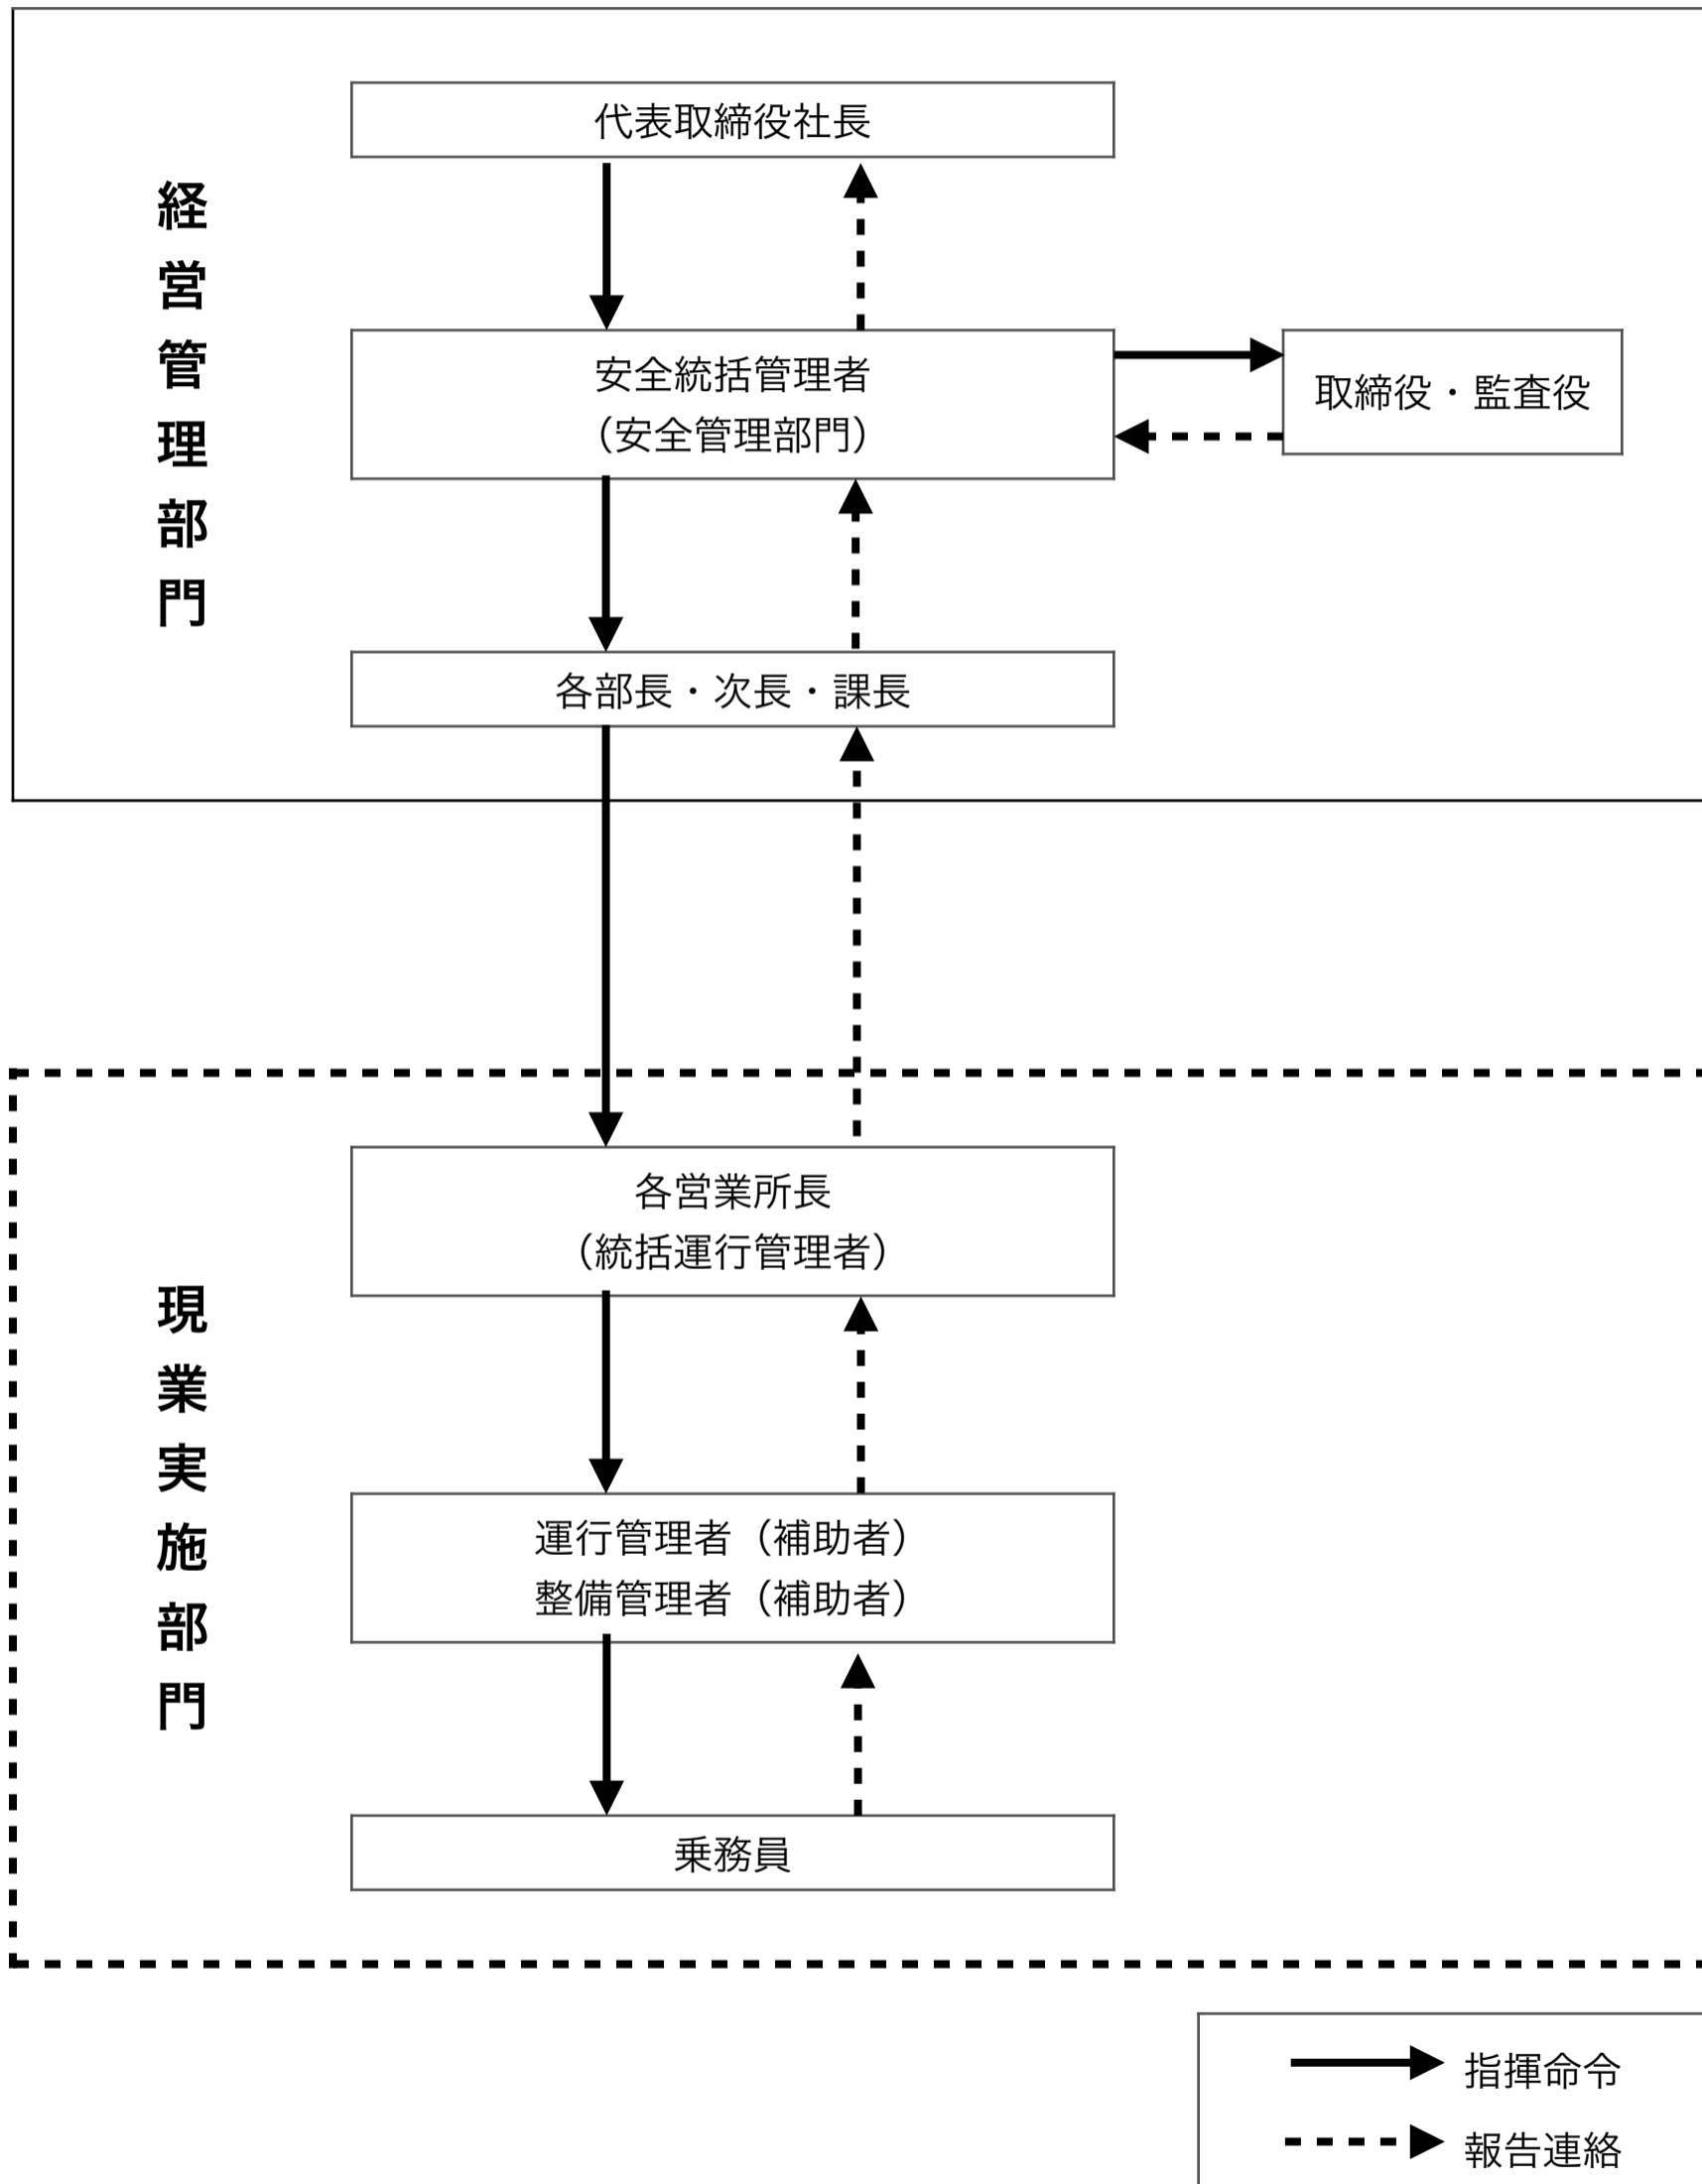 経営管理部門
代表取締役社長
安全統括管理者
（安全管理部門）
取締役・監査役
各部長・次長・課長
現業実施部門
各営業所長
（統括運行管理者）
運行管理者（補助者）
整備管理者（補助者）
乗務員
指揮命令
報告連絡